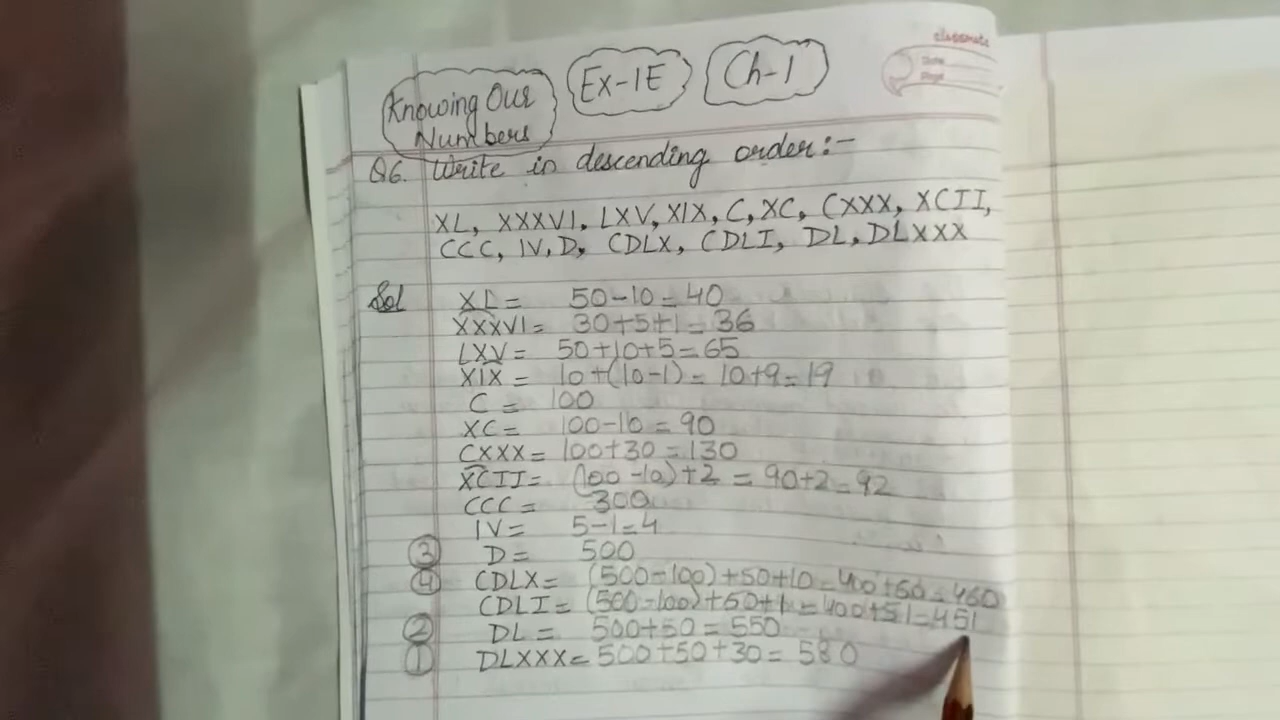 classmate
Date
Page
Knowing Our Numbers
Ex-1E
Ch-1
Q6. Write in descending order:-
XL, XXXVI, LXV, XIX, C, XC, CXXX, XCII,
CCC, IV, D, CDLX, CDLI, DL, DLXXX
Sol XL = 50-10=40
XXXVI= 30+5+1=36
LXV= 50+10+5=65
XIX = 10+(10-1)=10+9=19
C = 100
XC= 100-10=90
CXXX=100+30=130
XCII= (100-10)+2=90+2=92
CCC= 300
IV= 5-1=4
③ D= 500
④ CDLX= (500-100)+50+10=400+60=460
CDLI= (500-100)+50+1=400+51=451
② DL= 500+50=550
① DLXXX=500+50+30=580